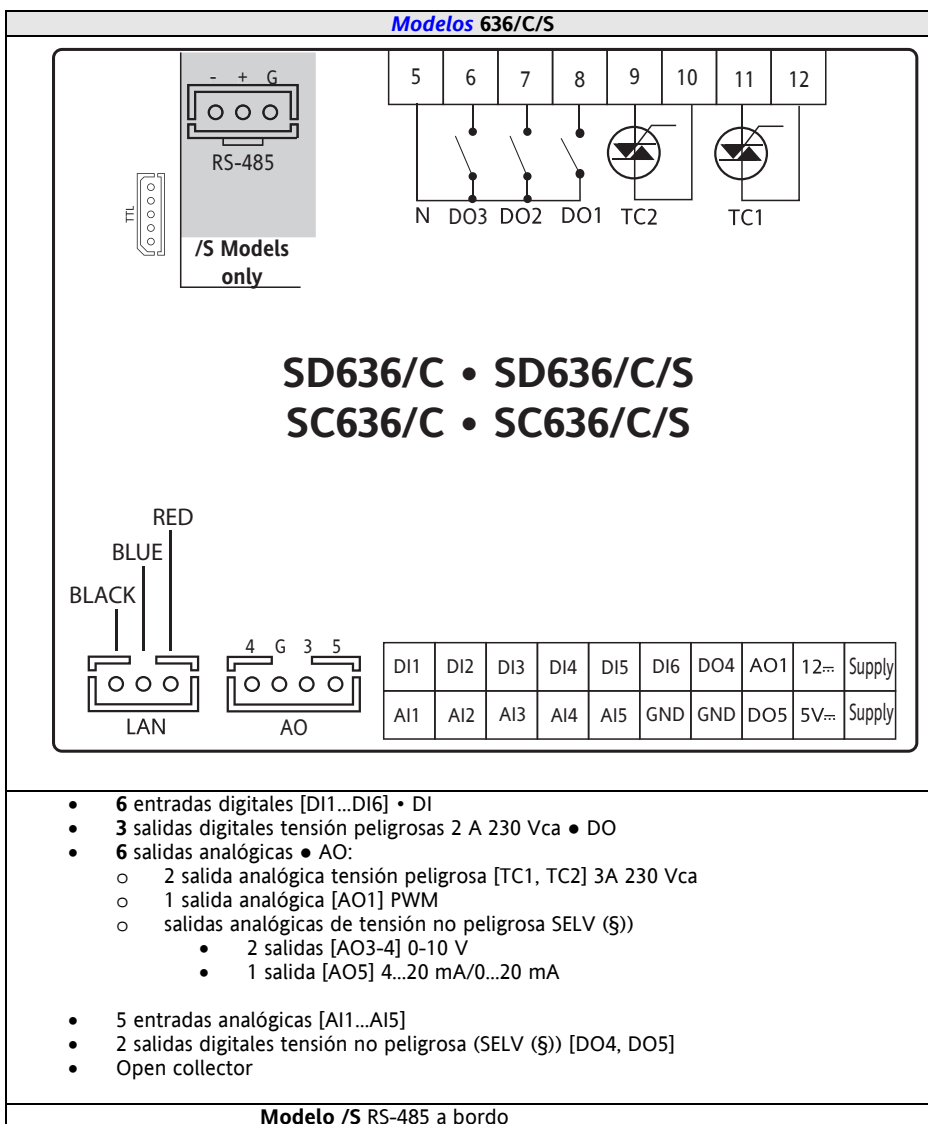 Modelos 636/C/S
- + G
RS-485
TTL
/S Models
only
5 6 7 8 9 10 11 12
N DO3 DO2 DO1 TC2 TC1
SD636/C • SD636/C/S
SC636/C • SC636/C/S
RED
BLUE
BLACK
LAN
4 G 3 5
AO
DI1 DI2 DI3 DI4 DI5 DI6 DO4 AO1 12⎓ Supply
AI1 AI2 AI3 AI4 AI5 GND GND DO5 5V⎓ Supply
• 6 entradas digitales [DI1...DI6] • DI
• 3 salidas digitales tensión peligrosas 2 A 230 Vca ● DO
• 6 salidas analógicas ● AO:
o 2 salida analógica tensión peligrosa [TC1, TC2] 3A 230 Vca
o 1 salida analógica [AO1] PWM
o salidas analógicas de tensión no peligrosa SELV (§))
• 2 salidas [AO3-4] 0-10 V
• 1 salida [AO5] 4...20 mA/0...20 mA
• 5 entradas analógicas [AI1...AI5]
• 2 salidas digitales tensión no peligrosa (SELV (§)) [DO4, DO5]
• Open collector
Modelo /S RS-485 a bordo